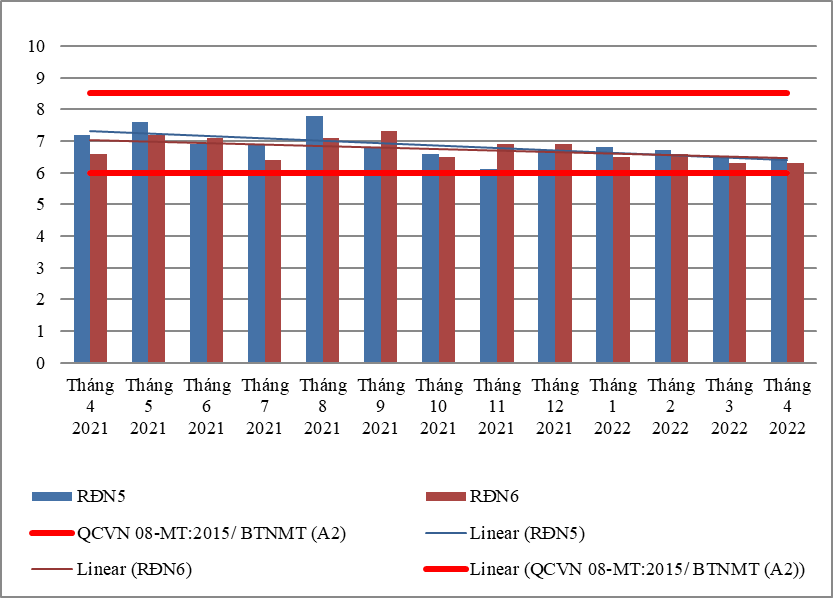 10
9
8
7
6
5
4
3
2
1
0
Tháng 4 2021
Tháng 5 2021
Tháng 6 2021
Tháng 7 2021
Tháng 8 2021
Tháng 9 2021
Tháng 10 2021
Tháng 11 2021
Tháng 12 2021
Tháng 1 2022
Tháng 2 2022
Tháng 3 2022
Tháng 4 2022
RĐN5
RĐN6
QCVN 08-MT:2015/ BTNMT (A2)
Linear (RĐN5)
Linear (RĐN6)
Linear (QCVN 08-MT:2015/ BTNMT (A2))